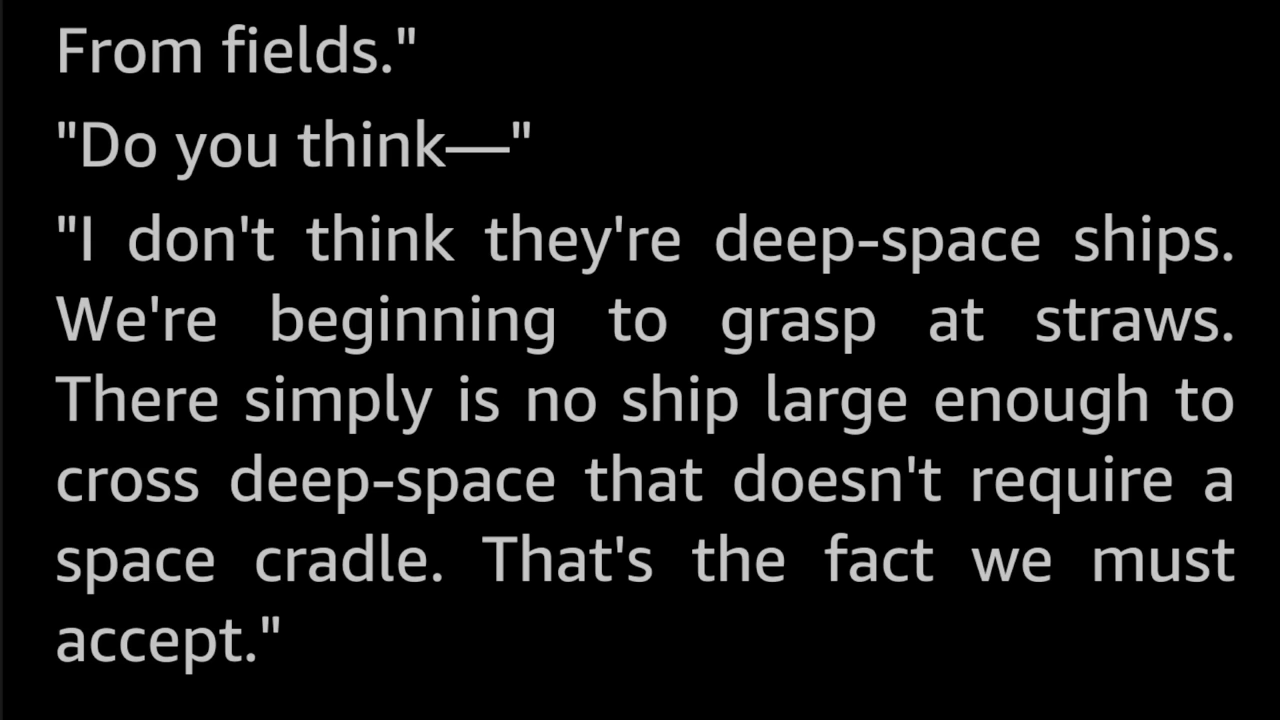 From fields."
"Do you think—"
"I don't think they're deep-space ships.
We're beginning to grasp at straws.
There simply is no ship large enough to
cross deep-space that doesn't require a
space cradle. That's the fact we must
accept."